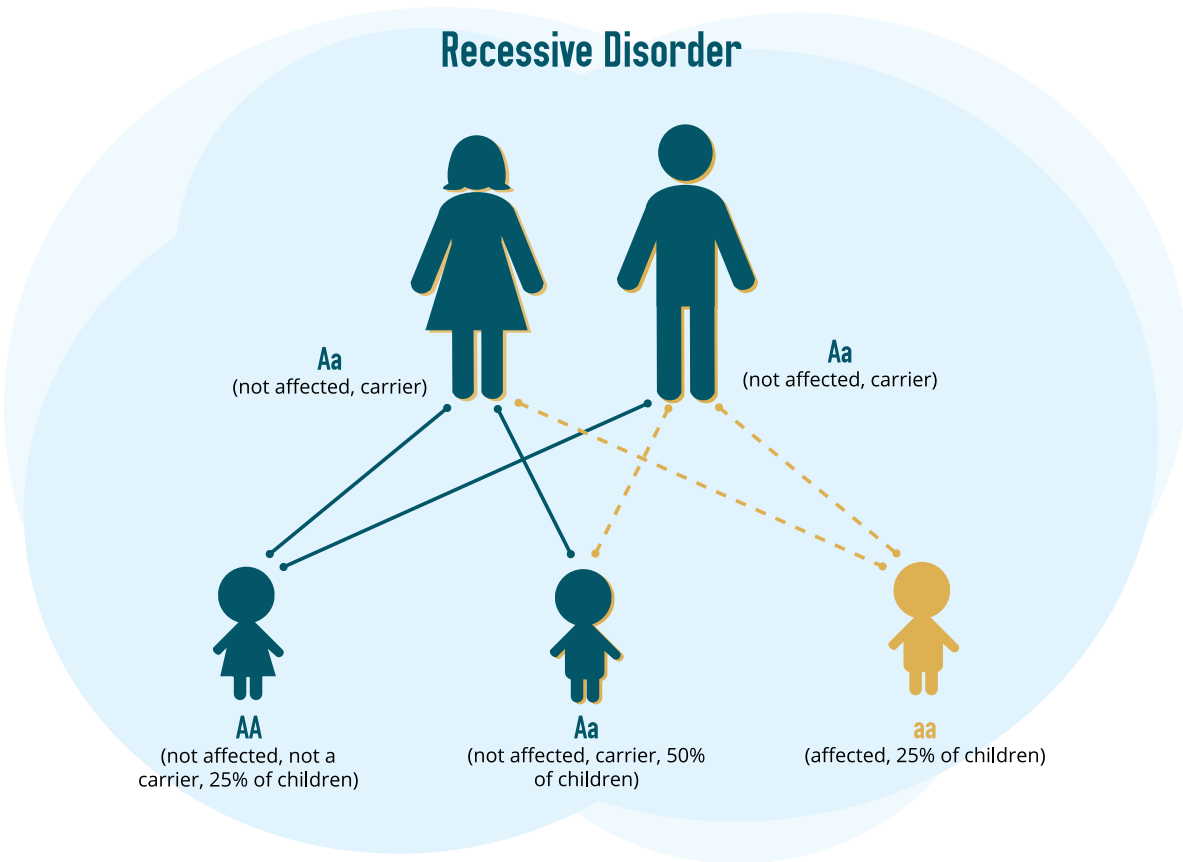 Recessive Disorder
Aa
(not affected, carrier)
Aa
(not affected, carrier)
AA
(not affected, not a
carrier, 25% of children)
Aa
(not affected, carrier, 50%
of children)
aa
(affected, 25% of children)